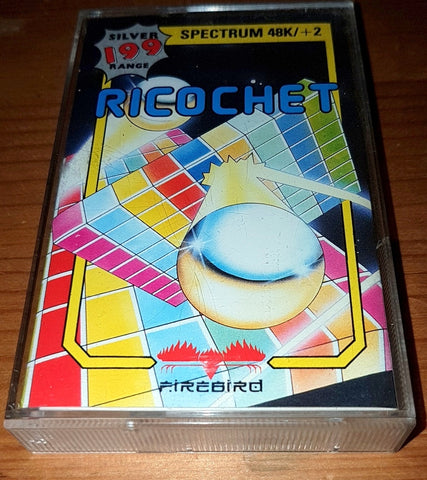 SILVER
199
RANGE
SPECTRUM 48K/+2
RICOCHET
FIREBIRD